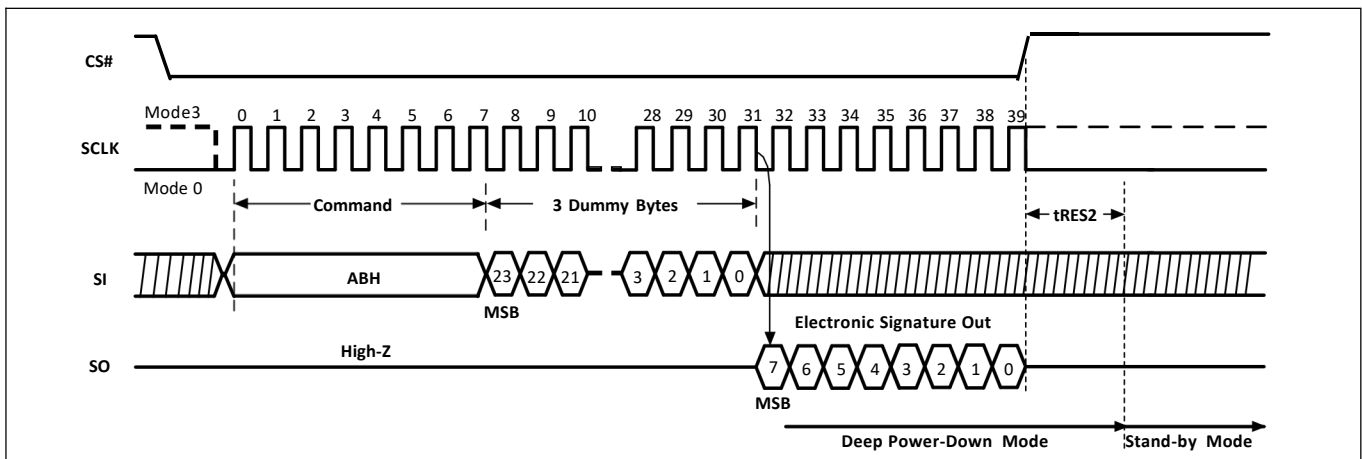 CS#
Mode3
0 1 2 3 4 5 6 7 8 9 10 28 29 30 31 32 33 34 35 36 37 38 39
SCLK
Mode 0
Command
3 Dummy Bytes
tRES2
SI
ABH
23 22 21 3 2 1 0
MSB
Electronic Signature Out
High-Z
SO
7 6 5 4 3 2 1 0
MSB
Deep Power-Down Mode
Stand-by Mode